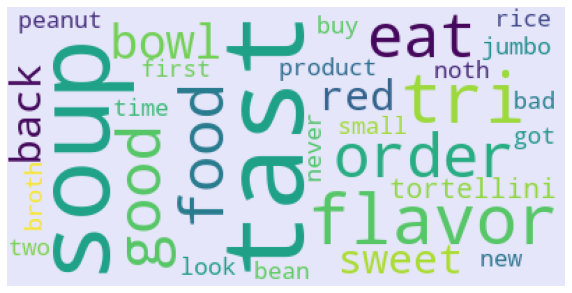 peanut
soup
bowl
tast
buy
eat
rice
jumbo
back
first
product
noth
time
food
red
tri
bad
good
small
never
order
got
broth
tortellini
flavor
two
look
bean
sweet
new